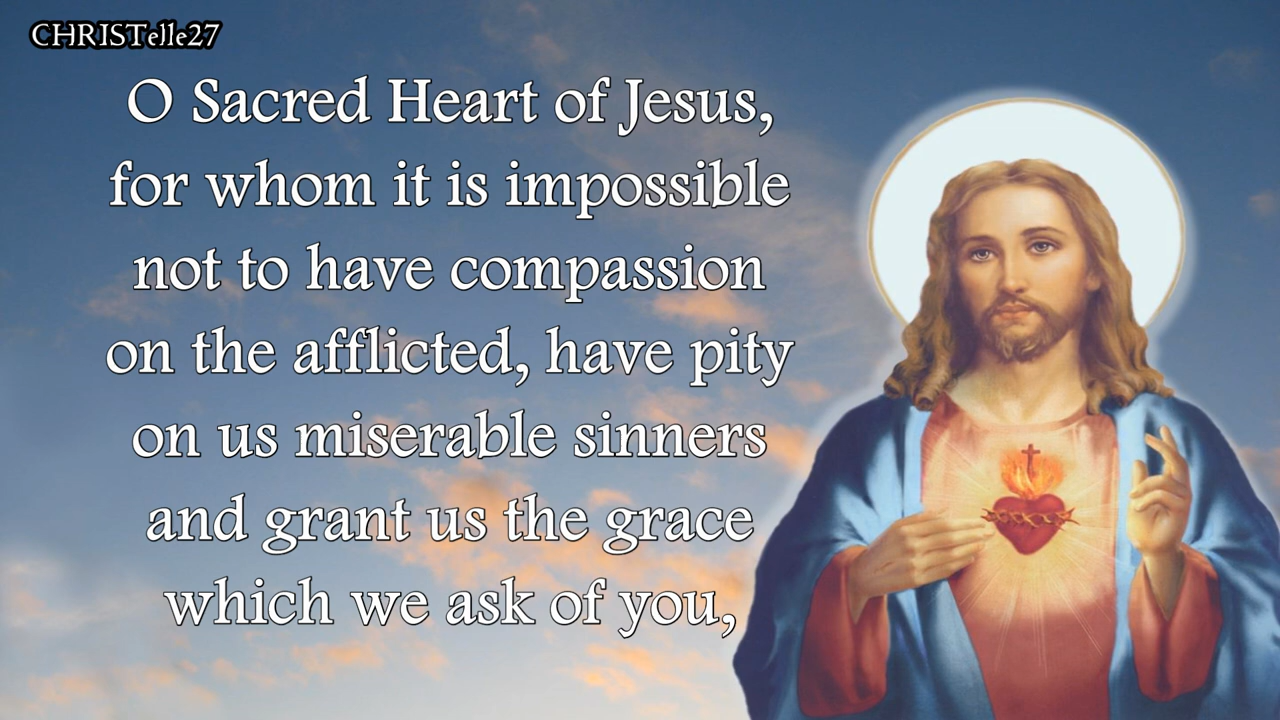 CHRISTelle27
O Sacred Heart of Jesus,
for whom it is impossible
not to have compassion
on the afflicted, have pity
on us miserable sinners
and grant us the grace
which we ask of you,